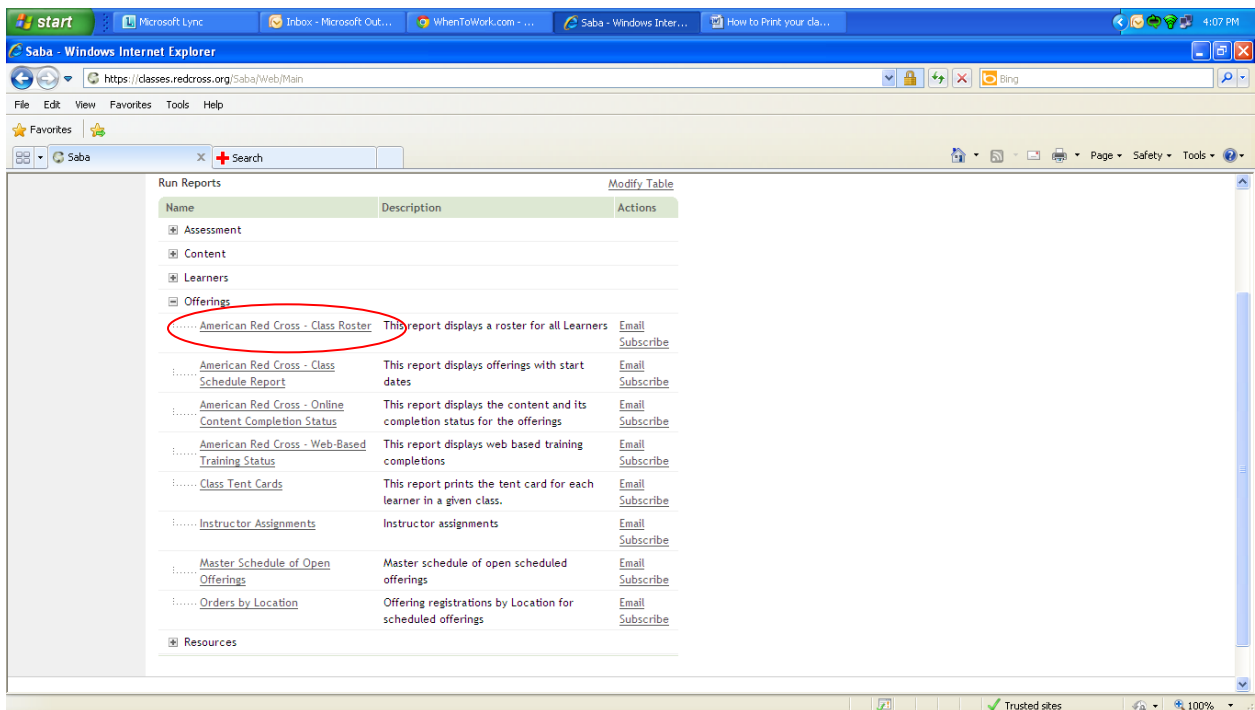 start
Microsoft Lync
Inbox - Microsoft Out...
WhenToWork.com - ...
Saba - Windows Inter...
How to Print your cla...
4:07 PM
Saba - Windows Internet Explorer
https://classes.redcross.org/Saba/Web/Main
Bing
File Edit View Favorites Tools Help
Favorites
Saba
Search
Page Safety Tools
Run Reports Modify Table
Name Description Actions
Assessment
Content
Learners
Offerings
American Red Cross - Class Roster This report displays a roster for all Learners Email
Subscribe
American Red Cross - Class This report displays offerings with start Email
Schedule Report dates Subscribe
American Red Cross - Online This report displays the content and its Email
Content Completion Status completion status for the offerings Subscribe
American Red Cross - Web-Based This report displays web based training Email
Training Status completions Subscribe
Class Tent Cards This report prints the tent card for each Email
learner in a given class. Subscribe
Instructor Assignments Instructor assignments Email
Subscribe
Master Schedule of Open Master schedule of open scheduled Email
Offerings offerings Subscribe
Orders by Location Offering registrations by Location for Email
scheduled offerings Subscribe
Resources
Trusted sites 100%